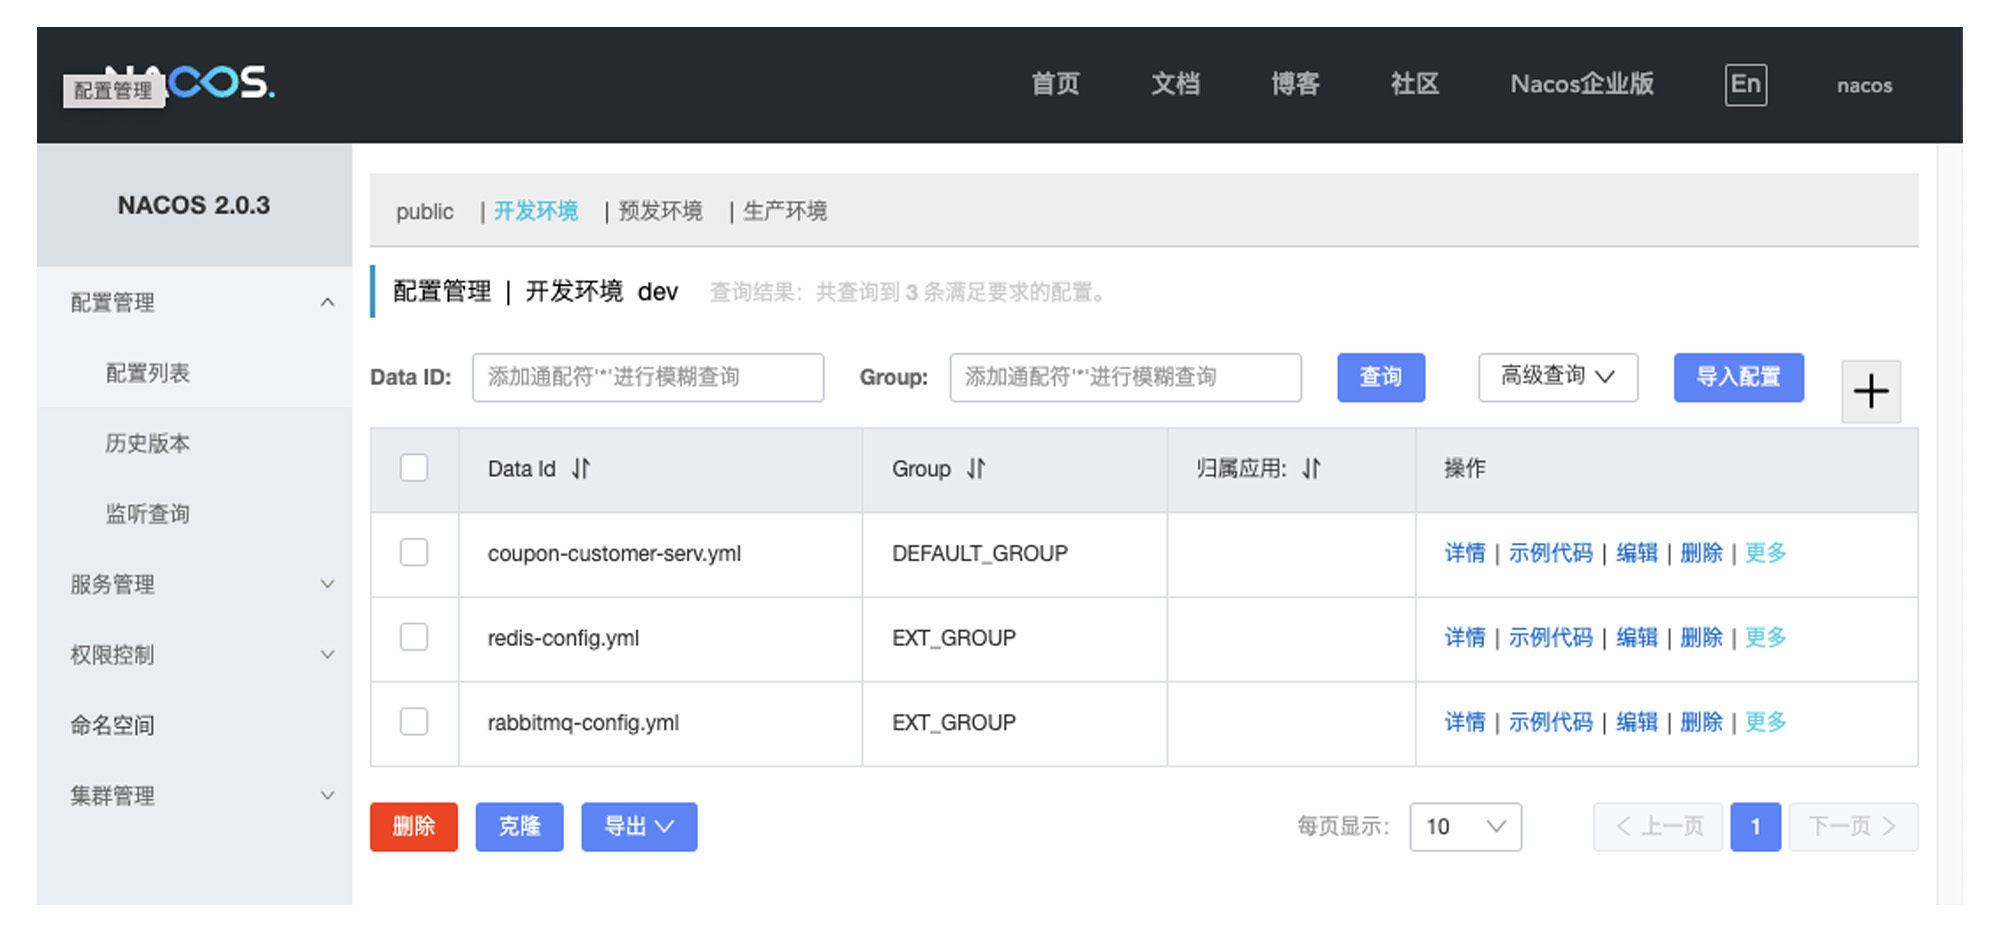 NACOS.
配置管理
首页 文档 博客 社区 Nacos企业版 En nacos
NACOS 2.0.3
配置管理
配置列表
历史版本
监听查询
服务管理
权限控制
命名空间
集群管理
public | 开发环境 | 预发环境 | 生产环境
配置管理 | 开发环境 dev 查询结果：共查询到 3 条满足要求的配置。
Data ID: 添加通配符'*'进行模糊查询 Group: 添加通配符'*'进行模糊查询 查询 高级查询 导入配置 +
Data Id Group 归属应用: 操作
coupon-customer-serv.yml DEFAULT_GROUP 详情 | 示例代码 | 编辑 | 删除 | 更多
redis-config.yml EXT_GROUP 详情 | 示例代码 | 编辑 | 删除 | 更多
rabbitmq-config.yml EXT_GROUP 详情 | 示例代码 | 编辑 | 删除 | 更多
删除 克隆 导出 每页显示: 10 上一页 1 下一页